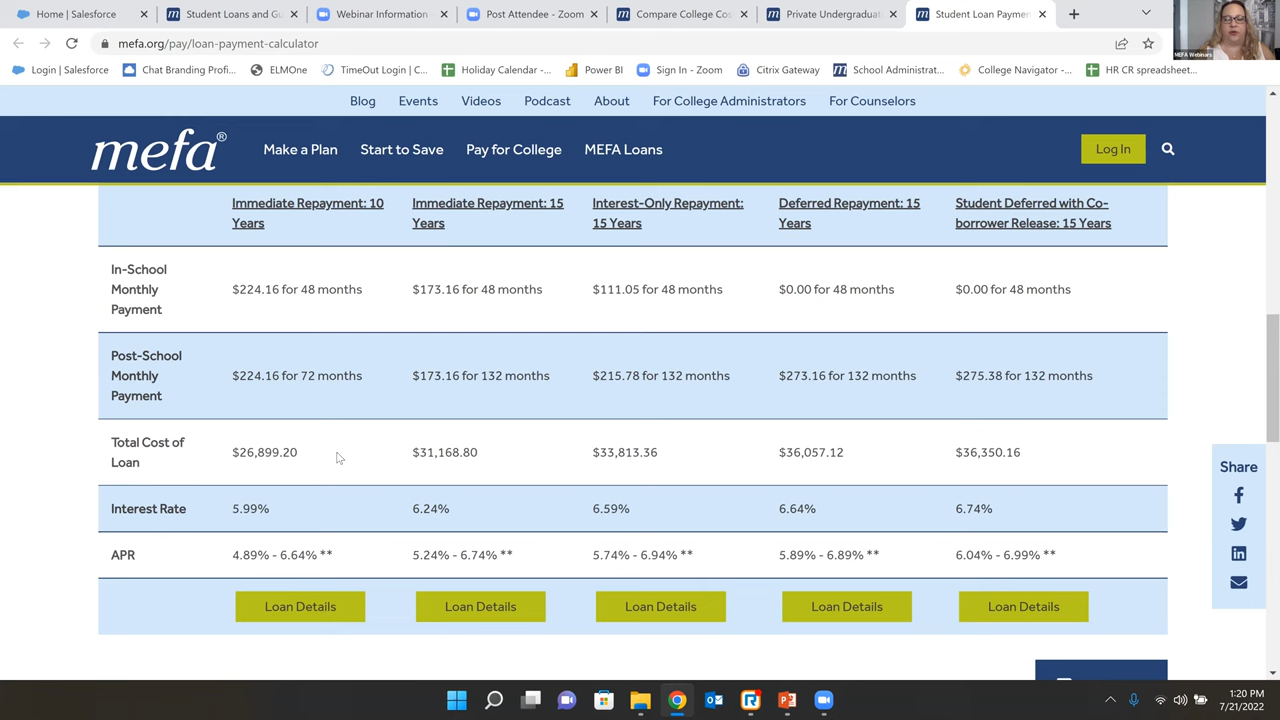 Home | Salesforce
Student Loans and Gu
Webinar Information
Post Attendee - Zoom
Compare College Cos
Private Undergraduat
Student Loan Paymen
mefa.org/pay/loan-payment-calculator
MEFA Webinars
Login | Salesforce
Chat Branding Profi...
ELMOne
TimeOut Login | C...
Pay Calendar -...
Power BI
Sign In - Zoom
Citrix Gateway
School Administrat...
College Navigator -...
HR CR spreadsheet...
Blog
Events
Videos
Podcast
About
For College Administrators
For Counselors
mefa®
Make a Plan
Start to Save
Pay for College
MEFA Loans
Log In
Immediate Repayment: 10 Years
Immediate Repayment: 15 Years
Interest-Only Repayment: 15 Years
Deferred Repayment: 15 Years
Student Deferred with Co-borrower Release: 15 Years
In-School Monthly Payment
$224.16 for 48 months
$173.16 for 48 months
$111.05 for 48 months
$0.00 for 48 months
$0.00 for 48 months
Post-School Monthly Payment
$224.16 for 72 months
$173.16 for 132 months
$215.78 for 132 months
$273.16 for 132 months
$275.38 for 132 months
Total Cost of Loan
$26,899.20
$31,168.80
$33,813.36
$36,057.12
$36,350.16
Interest Rate
5.99%
6.24%
6.59%
6.64%
6.74%
APR
4.89% - 6.64% **
5.24% - 6.74% **
5.74% - 6.94% **
5.89% - 6.89% **
6.04% - 6.99% **
Loan Details
Loan Details
Loan Details
Loan Details
Loan Details
Share
1:20 PM
7/21/2022